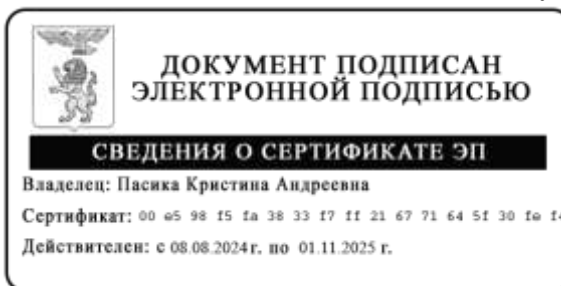 ДОКУМЕНТ ПОДПИСАН
ЭЛЕКТРОННОЙ ПОДПИСЬЮ
СВЕДЕНИЯ О СЕРТИФИКАТЕ ЭП
Владелец: Пасика Кристина Андреевна
Сертификат: 00 e5 98 f5 fa 38 33 f7 ff 21 67 71 64 5f 30 fe f4
Действителен: с 08.08.2024 г. по 01.11.2025 г.